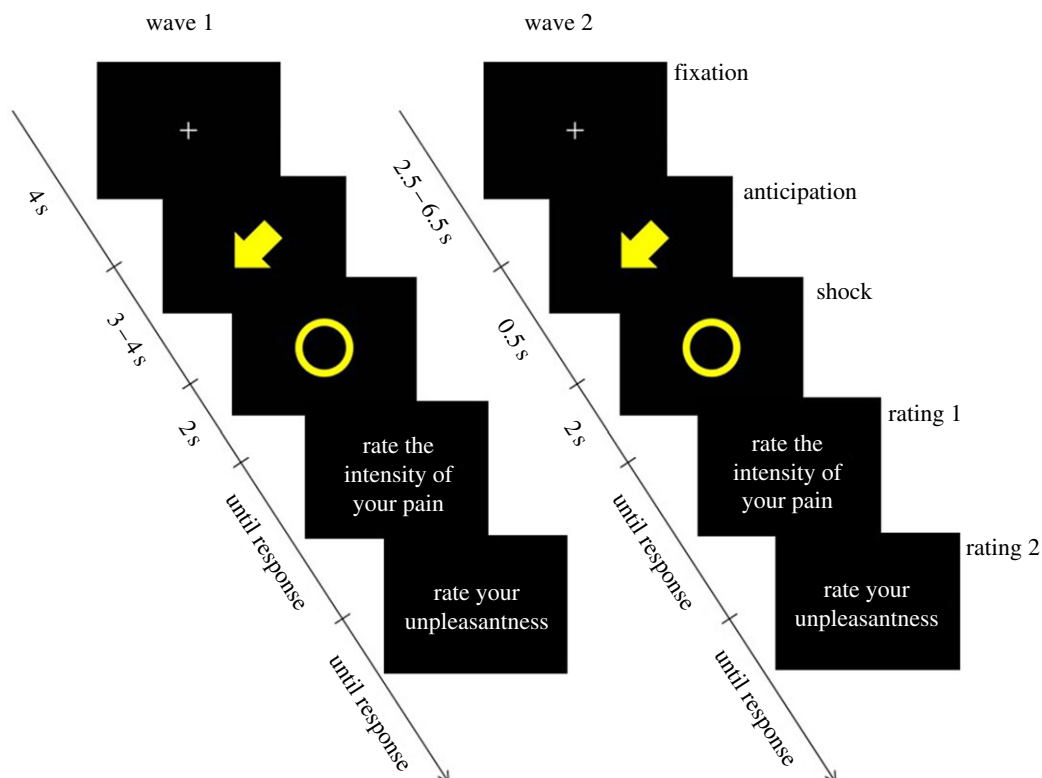 wave 1
wave 2
fixation
anticipation
shock
rating 1
rating 2
4 s
3 – 4 s
2 s
until response
until response
rate the
intensity of
your pain
rate your
unpleasantness
2.5 – 6.5 s
0.5 s
2 s
until response
until response
rate the
intensity of
your pain
rate your
unpleasantness